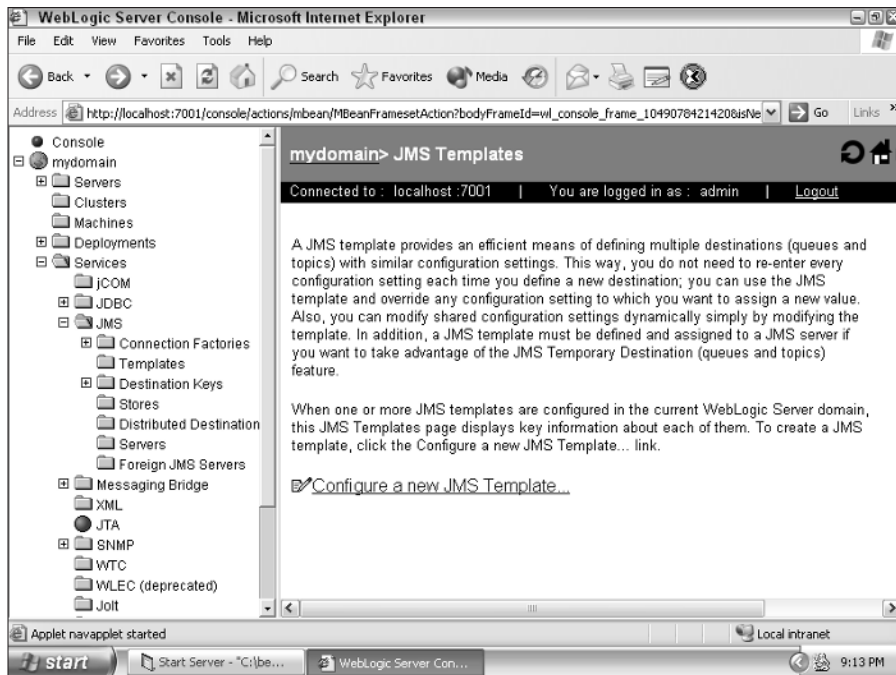 WebLogic Server Console - Microsoft Internet Explorer
File Edit View Favorites Tools Help
Back Search Favorites Media
Address http://localhost:7001/console/actions/mbean/MBeanFramesetAction?bodyFrameId=wl_console_frame_1049078421420&isNe Go Links »
Console
mydomain
Servers
Clusters
Machines
Deployments
Services
jCOM
JDBC
JMS
Connection Factories
Templates
Destination Keys
Stores
Distributed Destination
Servers
Foreign JMS Servers
Messaging Bridge
XML
JTA
SNMP
WTC
WLEC (deprecated)
Jolt
mydomain> JMS Templates
Connected to : localhost :7001 | You are logged in as : admin | Logout
A JMS template provides an efficient means of defining multiple destinations (queues and
topics) with similar configuration settings. This way, you do not need to re-enter every
configuration setting each time you define a new destination; you can use the JMS
template and override any configuration setting to which you want to assign a new value.
Also, you can modify shared configuration settings dynamically simply by modifying the
template. In addition, a JMS template must be defined and assigned to a JMS server if
you want to take advantage of the JMS Temporary Destination (queues and topics)
feature.
When one or more JMS templates are configured in the current WebLogic Server domain,
this JMS Templates page displays key information about each of them. To create a JMS
template, click the Configure a new JMS Template... link.
Configure a new JMS Template...
Applet navapplet started
Local intranet
start Start Server - "C:\be... WebLogic Server Con... 9:13 PM